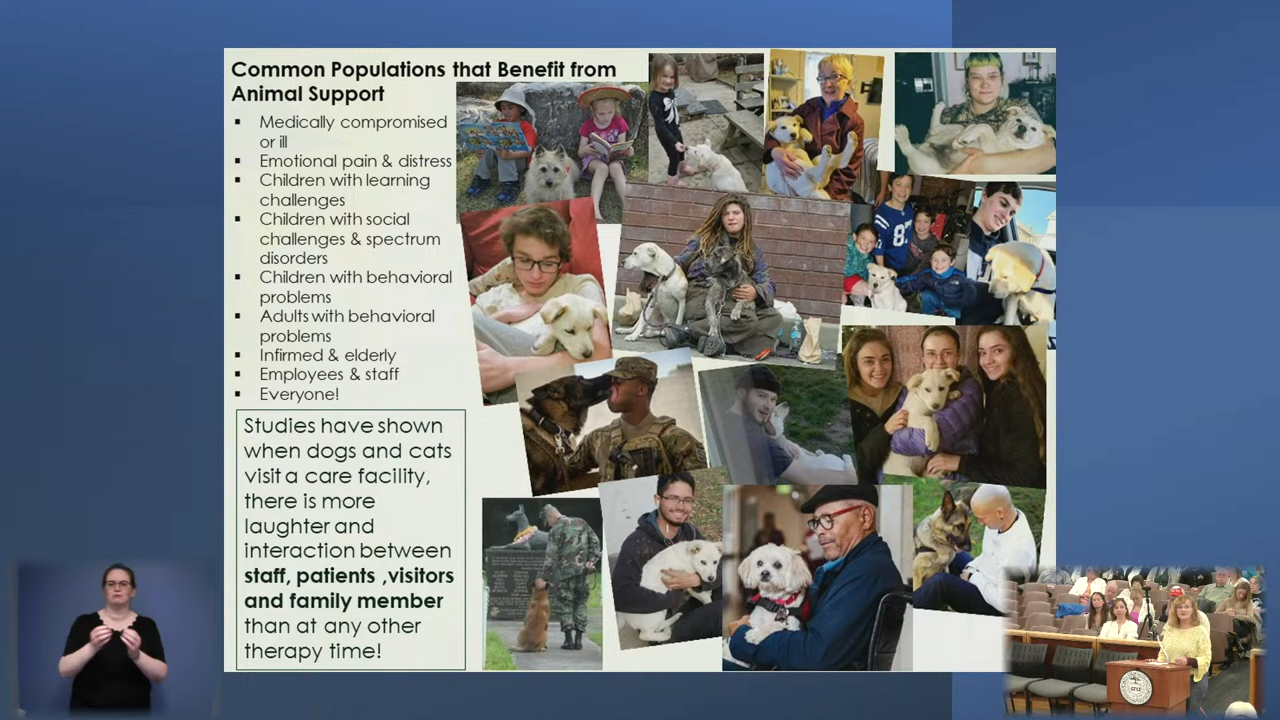 Common Populations that Benefit from
Animal Support
▪ Medically compromised
or ill
▪ Emotional pain & distress
▪ Children with learning
challenges
▪ Children with social
challenges & spectrum
disorders
▪ Children with behavioral
problems
▪ Adults with behavioral
problems
▪ Infirmed & elderly
▪ Employees & staff
▪ Everyone!
Studies have shown
when dogs and cats
visit a care facility,
there is more
laughter and
interaction between
staff, patients ,visitors
and family member
than at any other
therapy time!
8